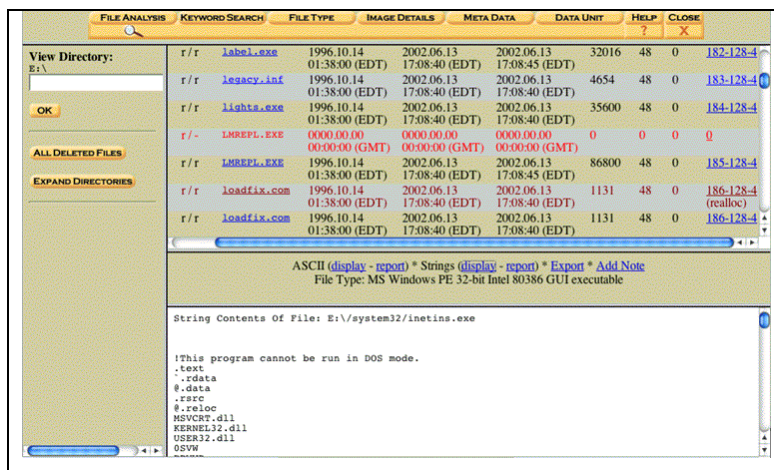 FILE ANALYSIS KEYWORD SEARCH FILE TYPE IMAGE DETAILS META DATA DATA UNIT HELP CLOSE
? X
View Directory:
E:\
OK
ALL DELETED FILES
EXPAND DIRECTORIES
r/r label.exe 1996.10.14 01:38:00 (EDT) 2002.06.13 17:08:40 (EDT) 2002.06.13 17:08:45 (EDT) 32016 48 0 182-128-4
r/r legacy.inf 1996.10.14 01:38:00 (EDT) 2002.06.13 17:08:40 (EDT) 2002.06.13 17:08:40 (EDT) 4654 48 0 183-128-4
r/r lights.exe 1996.10.14 01:38:00 (EDT) 2002.06.13 17:08:40 (EDT) 2002.06.13 17:08:40 (EDT) 35600 48 0 184-128-4
r/- LMREPL.EXE 0000.00.00 00:00:00 (GMT) 0000.00.00 00:00:00 (GMT) 0000.00.00 00:00:00 (GMT) 0 0 0 0
r/r LMREPL.EXE 1996.10.14 01:38:00 (EDT) 2002.06.13 17:08:40 (EDT) 2002.06.13 17:08:45 (EDT) 86800 48 0 185-128-4
r/r loadfix.com 1996.10.14 01:38:00 (EDT) 2002.06.13 17:08:40 (EDT) 2002.06.13 17:08:40 (EDT) 1131 48 0 186-128-4 (realloc)
r/r loadfix.com 1996.10.14 01:38:00 (EDT) 2002.06.13 17:08:40 (EDT) 2002.06.13 17:08:40 (EDT) 1131 48 0 186-128-4
ASCII (display - report) * Strings (display - report) * Export * Add Note
File Type: MS Windows PE 32-bit Intel 80386 GUI executable
String Contents Of File: E:\/system32/inetins.exe
!This program cannot be run in DOS mode.
.text
`.rdata
@.data
.rsrc
@.reloc
MSVCRT.dll
KERNEL32.dll
USER32.dll
0SVW